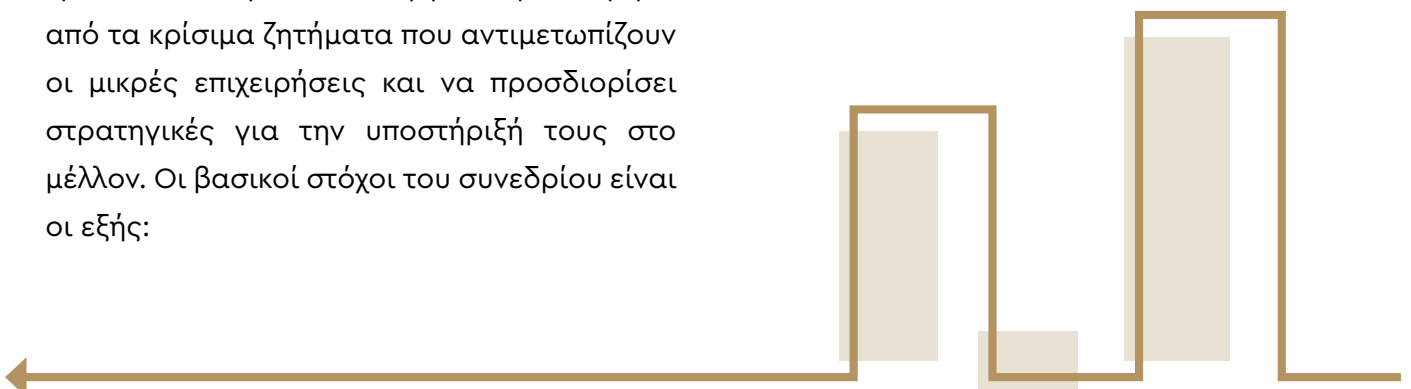 από τα κρίσιμα ζητήματα που αντιμετωπίζουν
οι μικρές επιχειρήσεις και να προσδιορίσει
στρατηγικές για την υποστήριξή τους στο
μέλλον. Οι βασικοί στόχοι του συνεδρίου είναι
οι εξής: